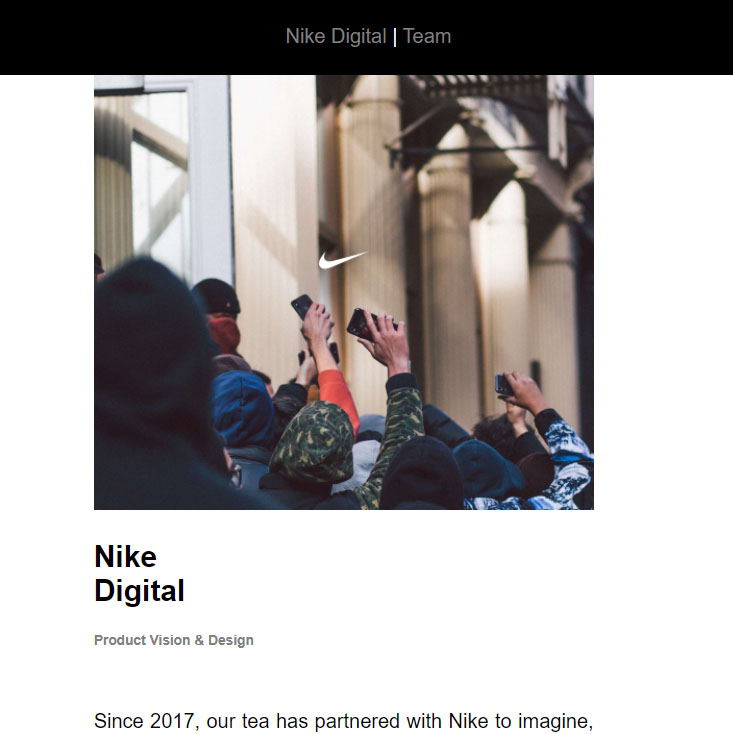 Nike Digital | Team
Nike
Digital
Product Vision & Design
Since 2017, our tea has partnered with Nike to imagine,